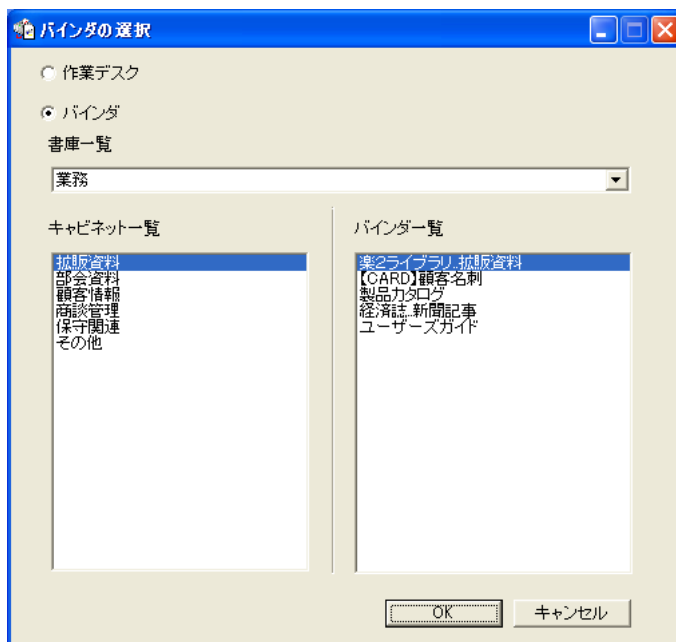 バインダの選択
作業デスク
バインダ
書庫一覧
業務
キャビネット一覧
拡販資料
部会資料
顧客情報
商談管理
保守関連
その他
バインダ一覧
楽2ライブラリ_拡販資料
【CARD】顧客名刺
製品カタログ
経済誌_新聞記事
ユーザーズガイド
OK
キャンセル